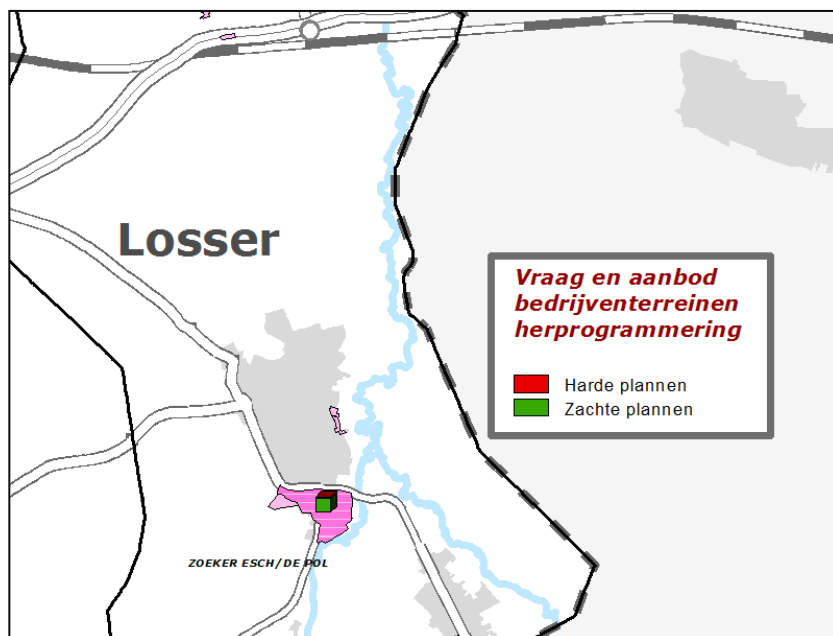 Losser
Vraag en aanbod
bedrijventerreinen
herprogrammering
Harde plannen
Zachte plannen
ZOEKER ESCH/DE POL